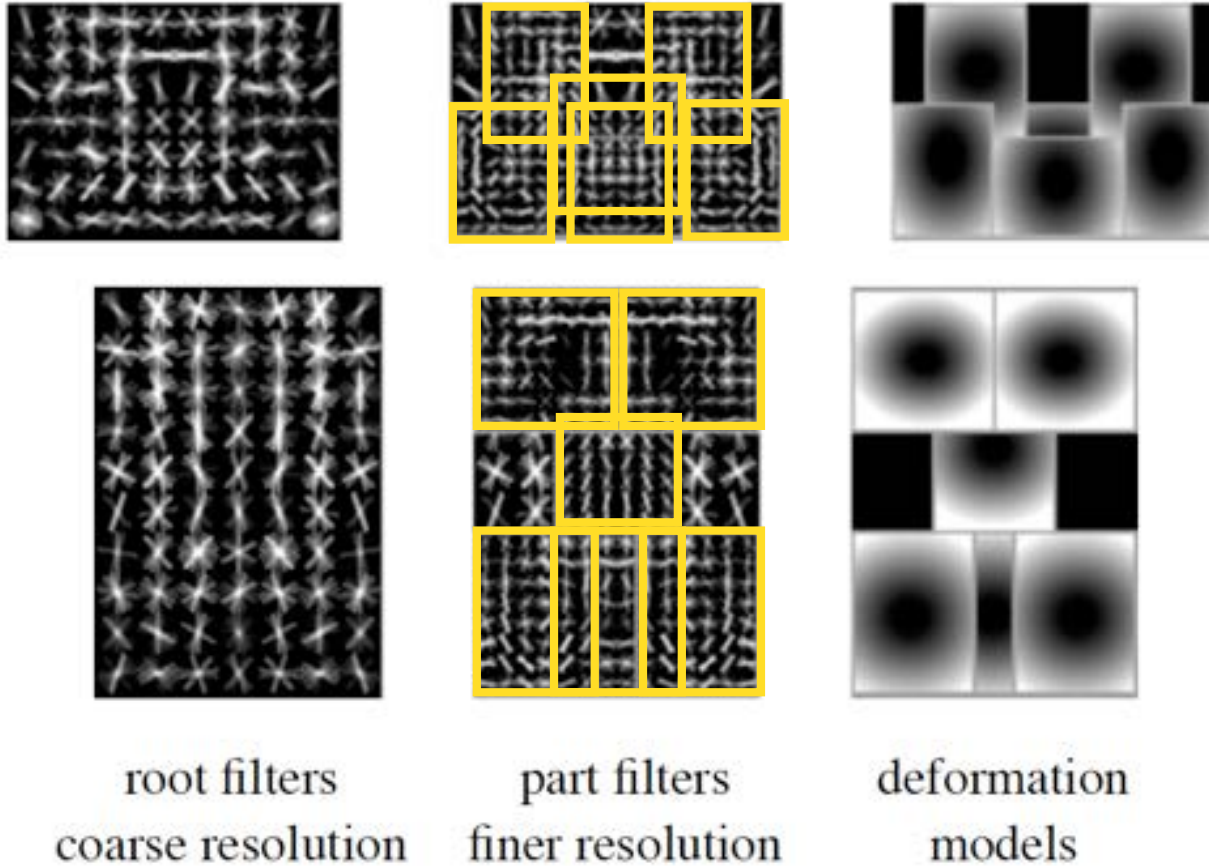 root filters
coarse resolution
part filters
finer resolution
deformation
models